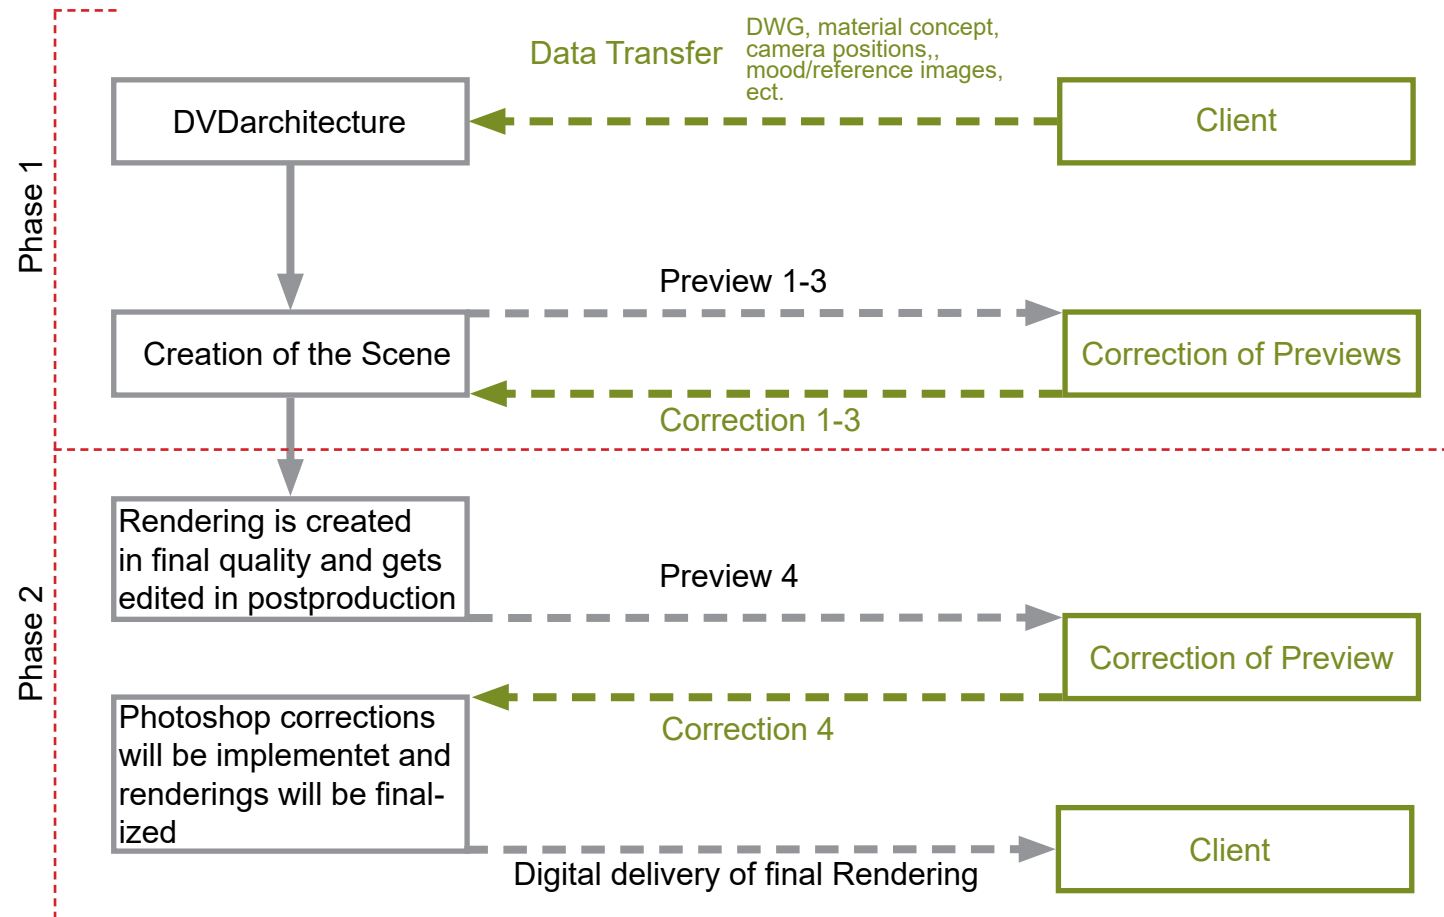 Phase 1
Data Transfer
DWG, material concept,
camera positions,,
mood/reference images,
ect.
DVDarchitecture
Client
Preview 1-3
Creation of the Scene
Correction of Previews
Correction 1-3
Phase 2
Rendering is created
in final quality and gets
edited in postproduction
Preview 4
Correction of Preview
Correction 4
Photoshop corrections
will be implementet and
renderings will be final-
ized
Client
Digital delivery of final Rendering